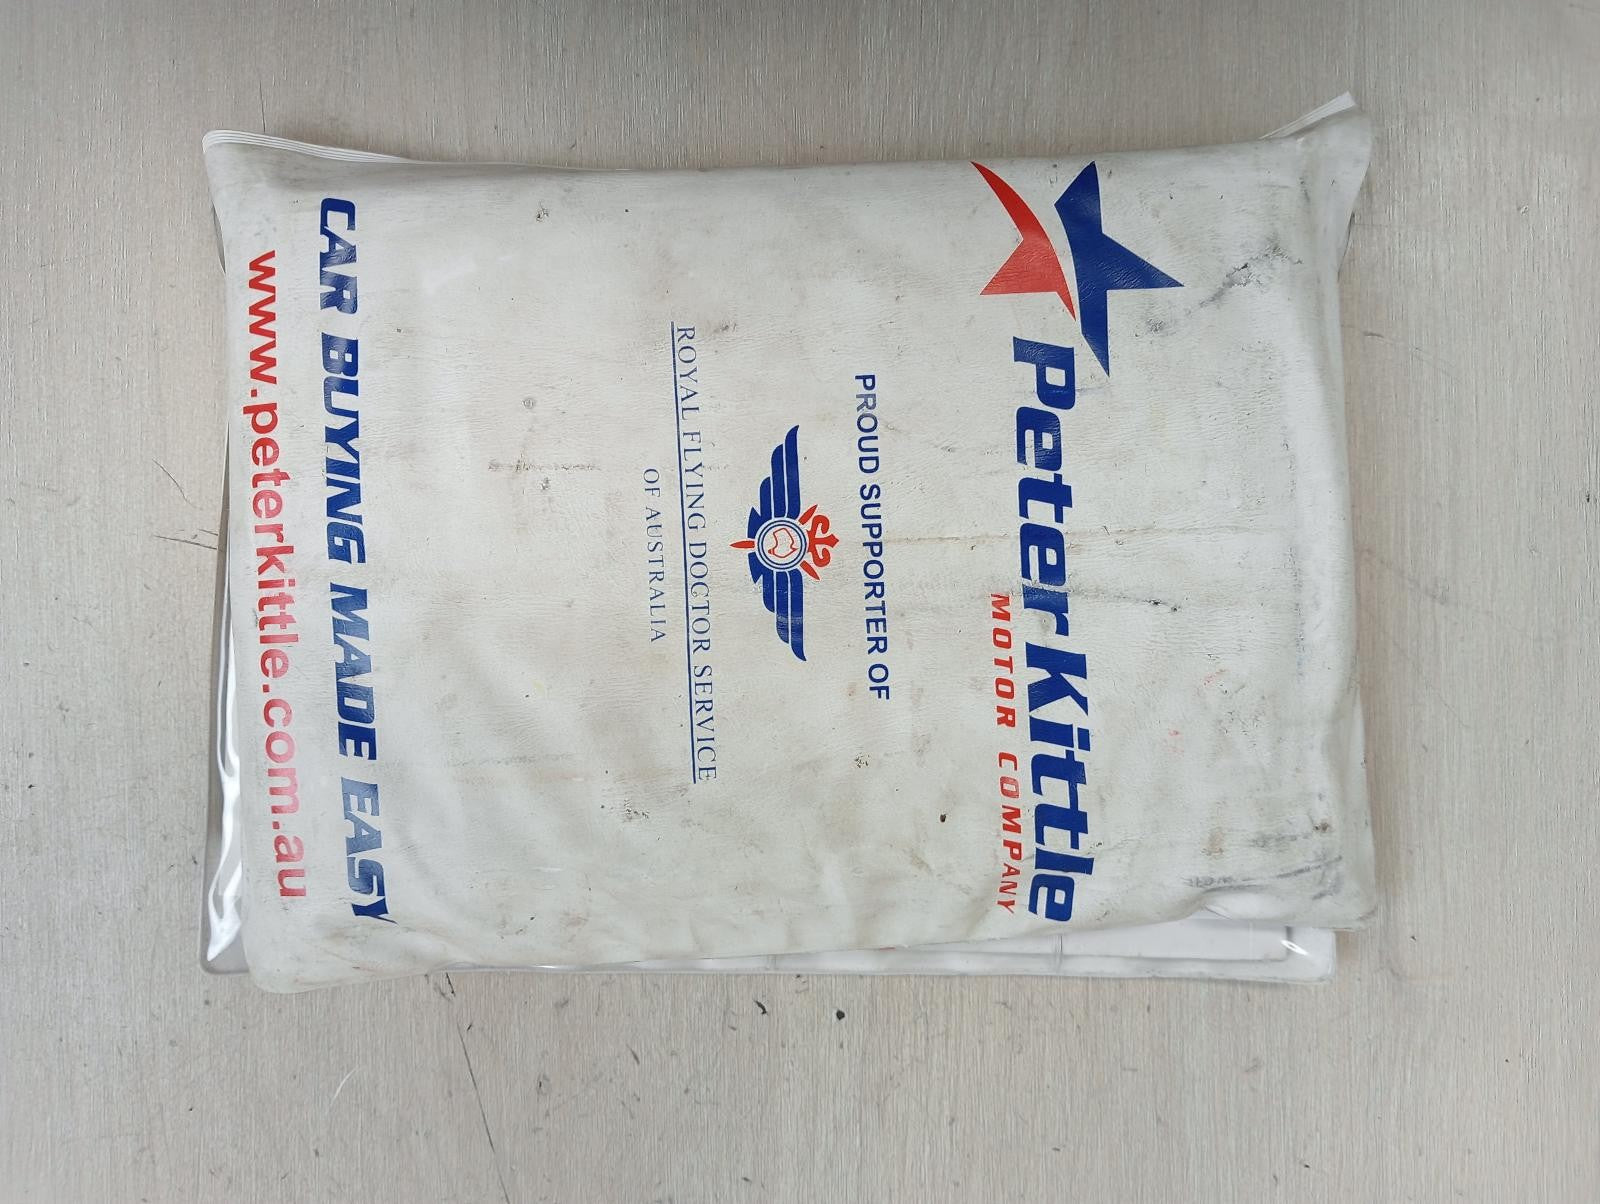 Peter Kittle
MOTOR COMPANY
PROUD SUPPORTER OF
ROYAL FLYING DOCTOR SERVICE
OF AUSTRALIA
CAR BUYING MADE EASY
www.peterkittle.com.au